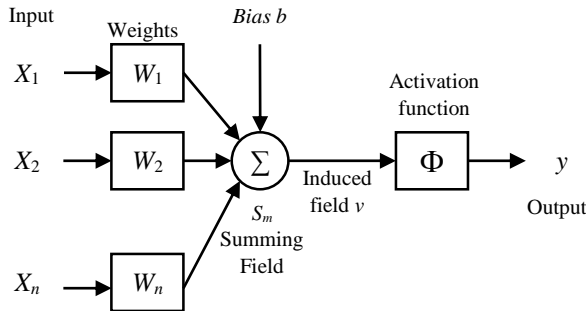 Input
Weights
Bias b
Activation
function
X1
W1
X2
W2
∑
Φ
y
Induced
field v
Output
Sm
Summing
Field
Xn
Wn